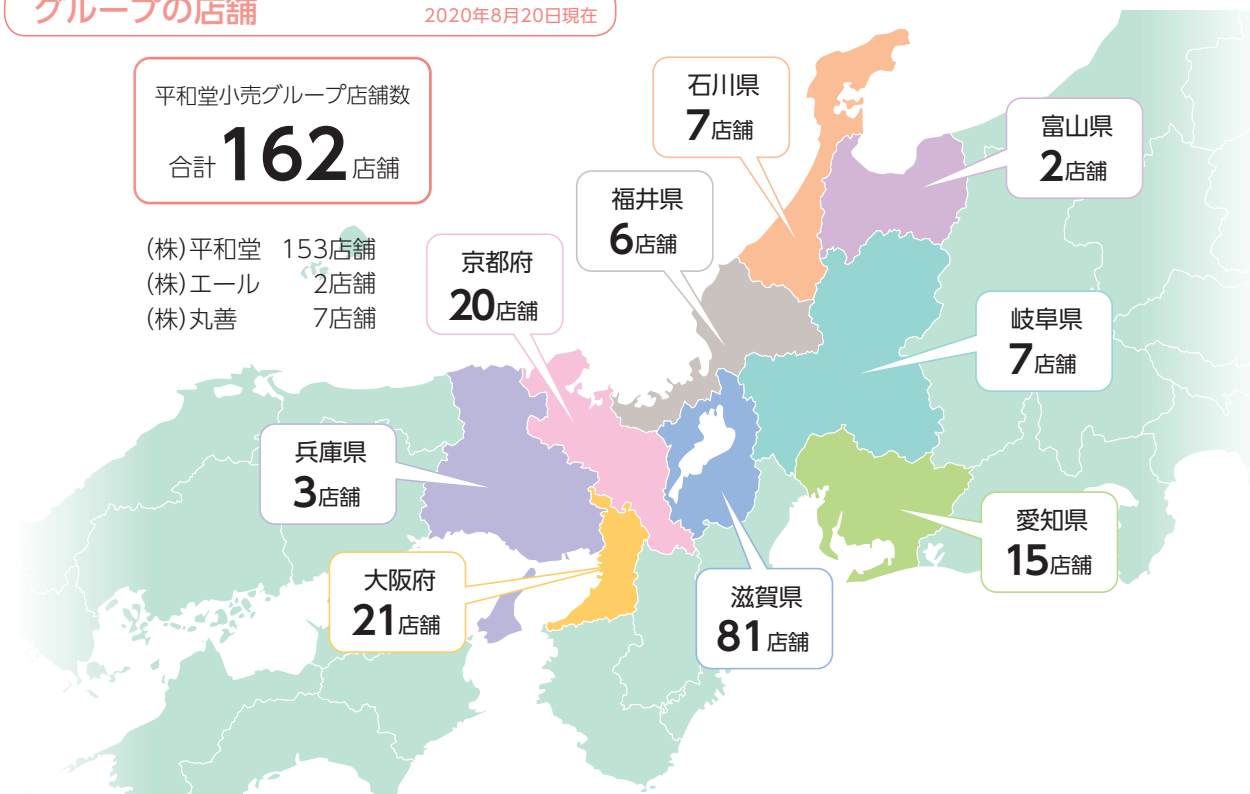 グループの店舗
2020年8月20日現在
平和堂小売グループ店舗数
合計162店舗
(株)平和堂 153店舗
(株)エール 2店舗
(株)丸善 7店舗
石川県
7店舗
富山県
2店舗
福井県
6店舗
京都府
20店舗
岐阜県
7店舗
兵庫県
3店舗
愛知県
15店舗
大阪府
21店舗
滋賀県
81店舗